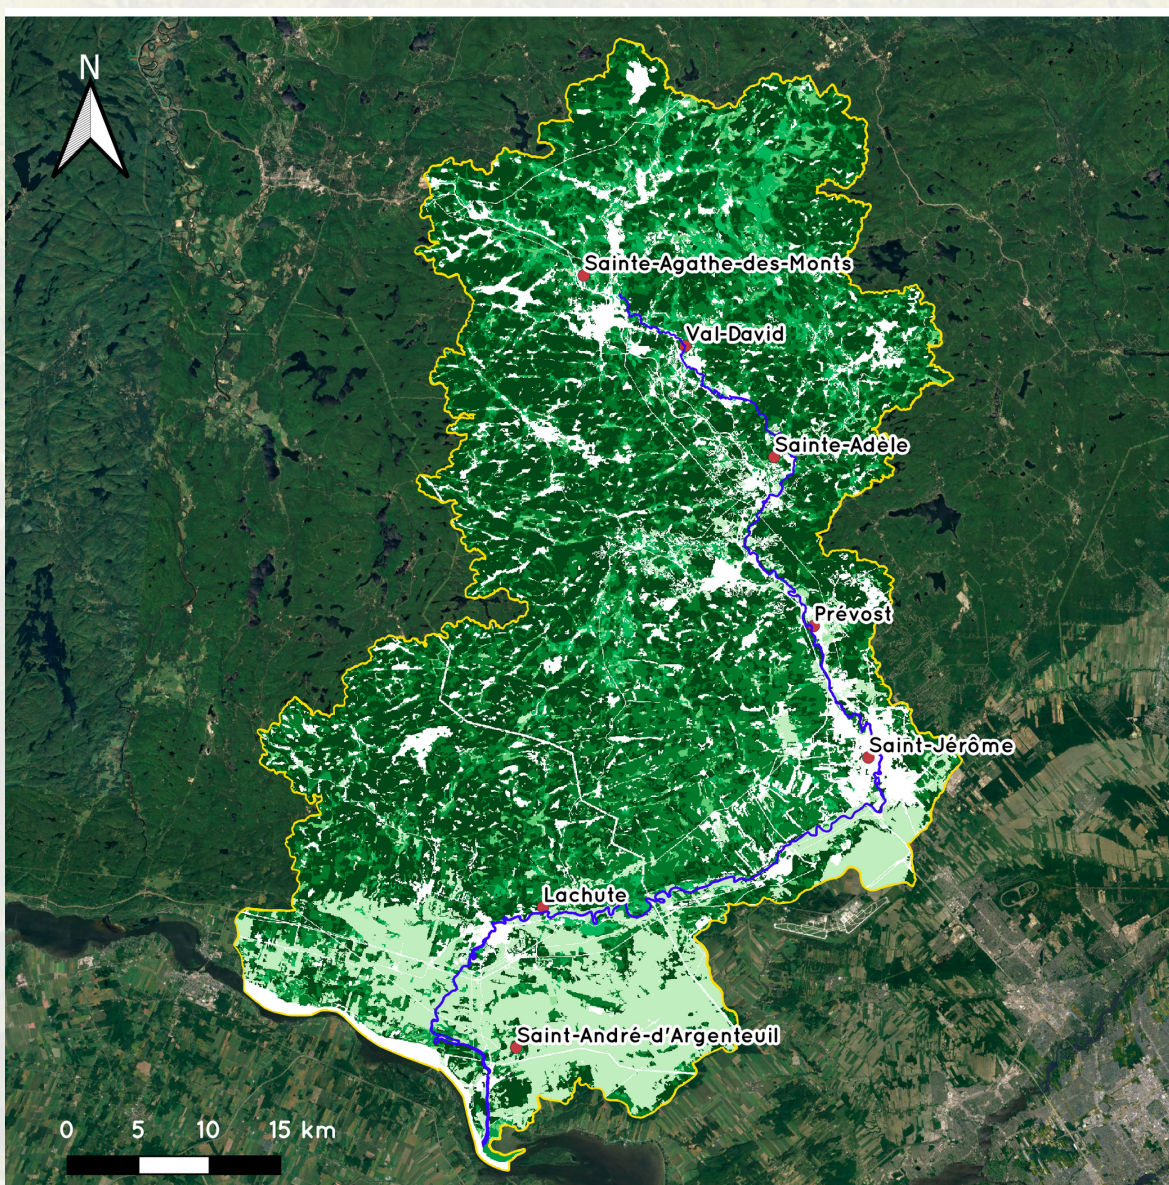 N
Sainte-Agathe-des-Monts
Val-David
Sainte-Adèle
Prévost
Saint-Jérôme
Lachute
Saint-André-d'Argenteuil
0 5 10 15 km